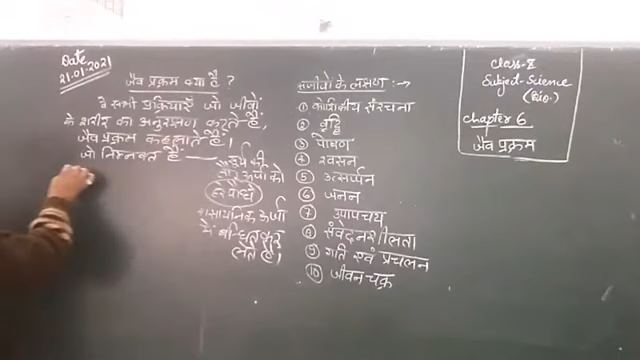 Date
21.01.2021
जैव प्रक्रम क्या है ?
वे सभी प्रक्रियाएँ जो जीवों
के शरीर का अनुरक्षण करते हैं,
जैव प्रक्रम कहलाते हैं।
जो निम्नवत हैं —
सूर्य की
सौर ऊर्जा को
हरे पौधे
रासायनिक ऊर्जा
में बन्धित कर
लेते हैं।
सजीवों के लक्षण :→
① कोशिकीय संरचना
② वृद्धि
③ पोषण
④ श्वसन
⑤ उत्सर्जन
⑥ जनन
⑦ उपापचय
⑧ संवेदनशीलता
⑨ गति एवं प्रचलन
⑩ जीवन चक्र
Class-X
Subject-Science
(Bio.)
Chapter 6
जैव प्रक्रम